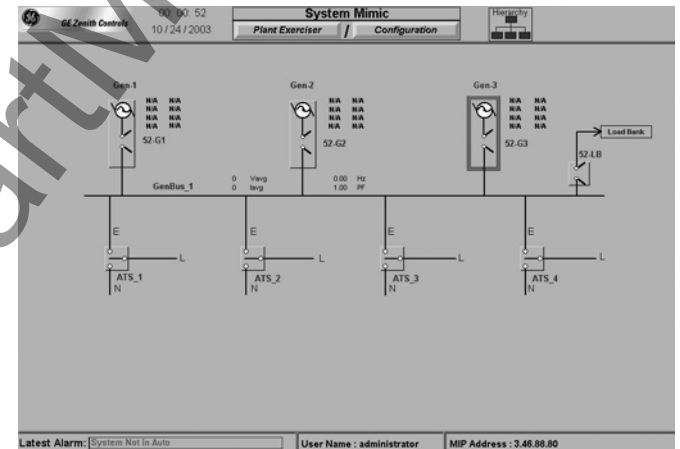 GE Zenith Controls
00: 00: 52
10 / 24 / 2003
System Mimic
Plant Exerciser / Configuration
Hierarchy
Gen-1
N/A N/A
N/A N/A
N/A N/A
N/A N/A
52-G1
Gen-2
N/A N/A
N/A N/A
N/A N/A
N/A N/A
52-G2
Gen-3
N/A N/A
N/A N/A
N/A N/A
N/A N/A
52-G3
Load Bank
52-LB
GenBus_1
0 Vavg 0.00 Hz
0 Iavg 1.00 PF
E
L
ATS_1
N
E
L
ATS_2
N
E
L
ATS_3
N
E
L
ATS_4
N
Latest Alarm: System Not in Auto
User Name : administrator
MIP Address : 3.46.88.80